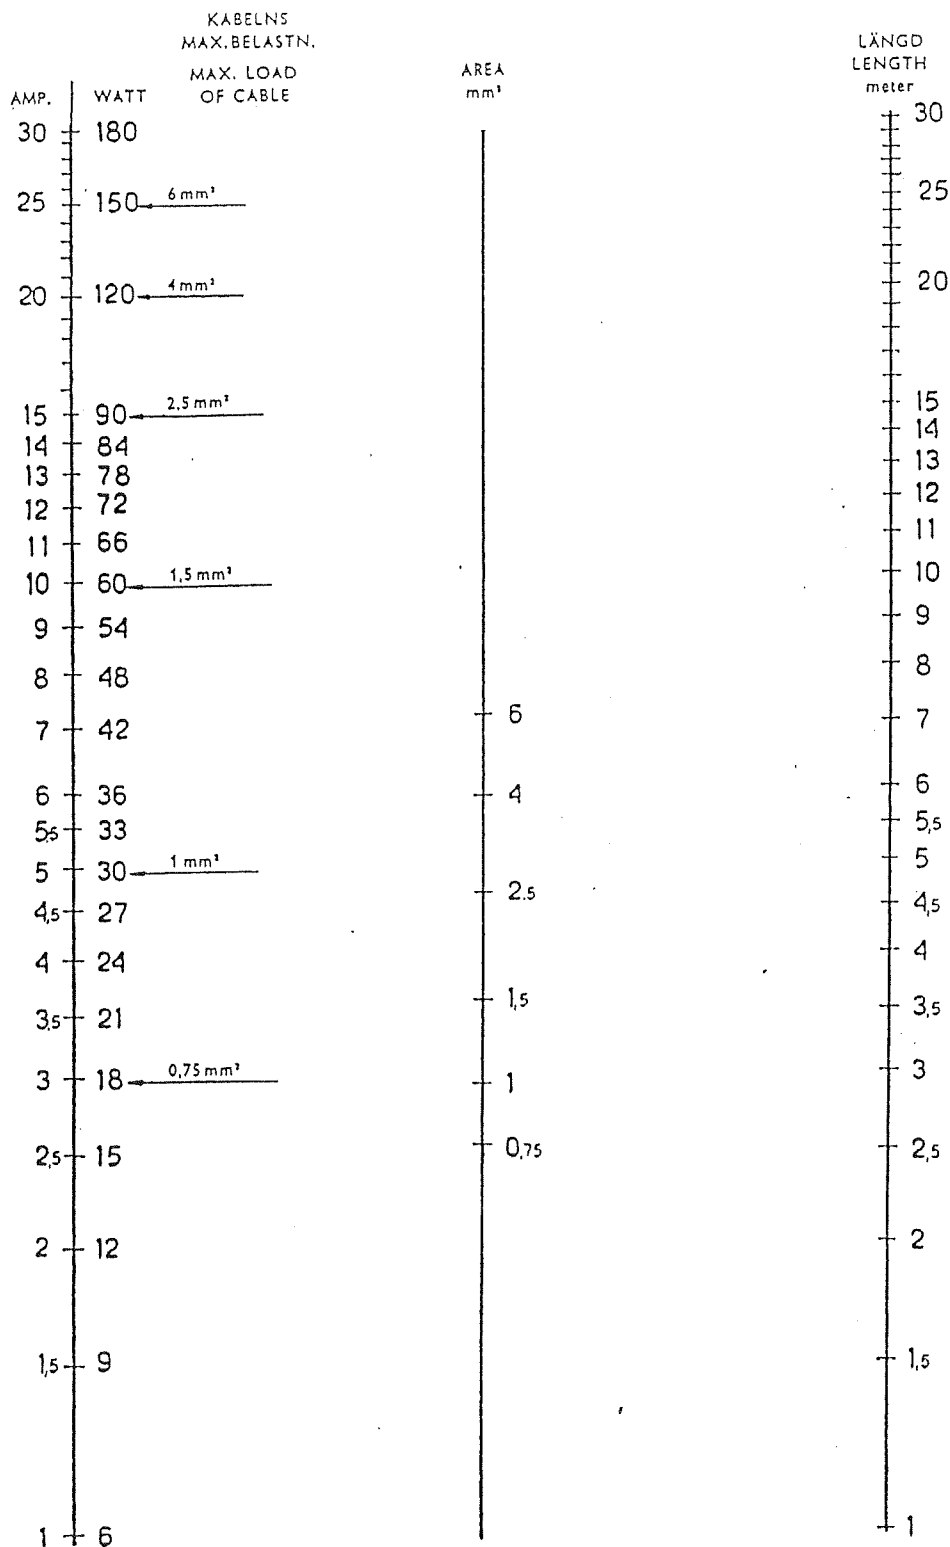 KABELNS
MAX. BELASTN.
MAX. LOAD
OF CABLE
AMP. WATT
AREA
mm²
LÄNGD
LENGTH
meter
30 180
25 150 6 mm²
20 120 4 mm²
15 90 2,5 mm²
14 84
13 78
12 72
11 66
10 60 1,5 mm²
9 54
8 48
7 42
6 36
5,5 33
5 30 1 mm²
4,5 27
4 24
3,5 21
3 18 0,75 mm²
2,5 15
2 12
1,5 9
1 6
6
4
2.5
1,5
1
0,75
30
25
20
15
14
13
12
11
10
9
8
7
6
5,5
5
4,5
4
3,5
3
2,5
2
1,5
1